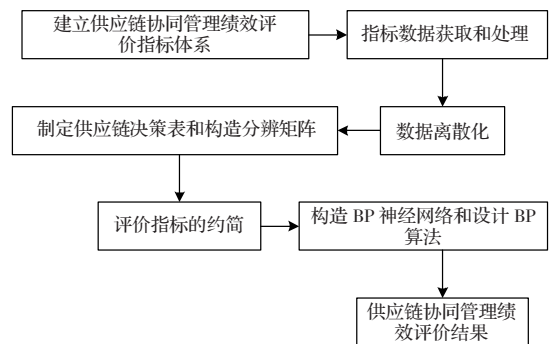 建立供应链协同管理绩效评
价指标体系
指标数据获取和处理
数据离散化
制定供应链决策表和构造分辨矩阵
评价指标的约简
构造 BP 神经网络和设计 BP
算法
供应链协同管理绩
效评价结果